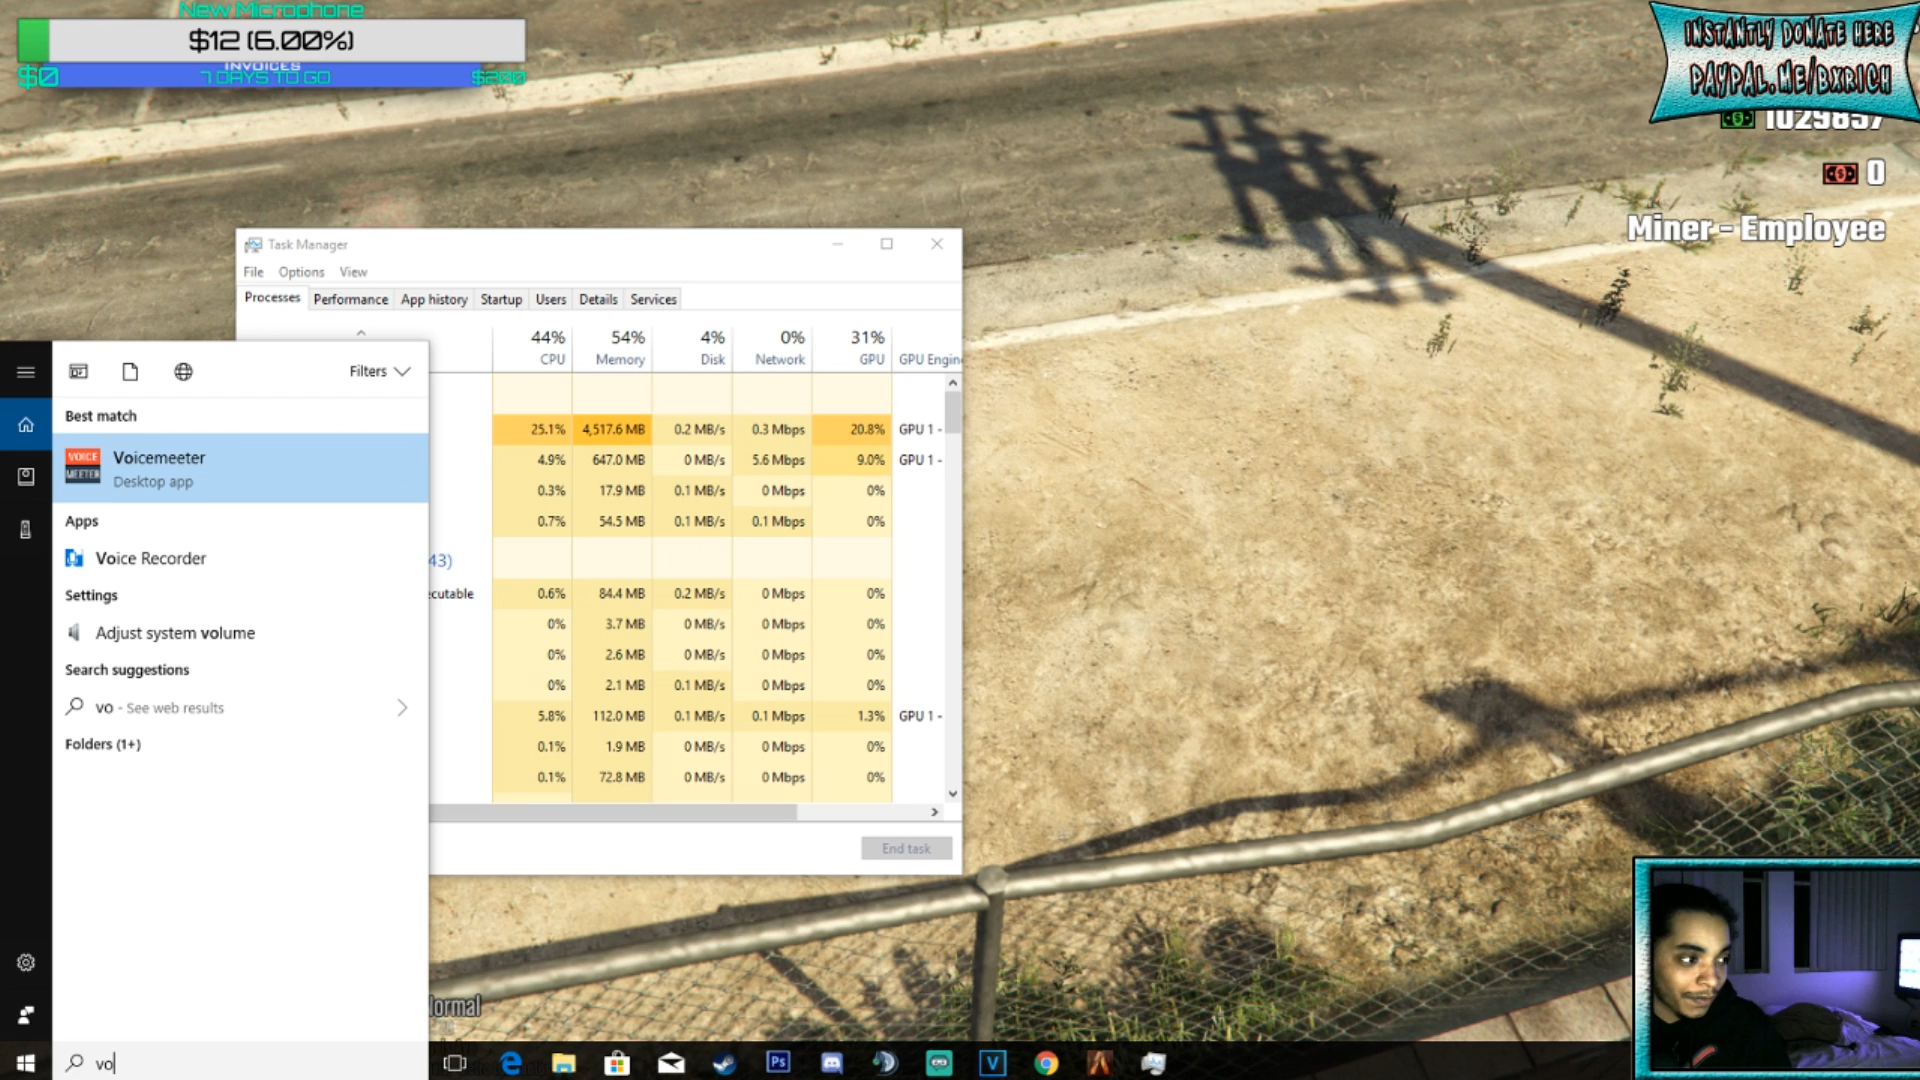 New Microphone
$12 (6.00%)
INVOICES
$0 7 DAYS TO GO $200
INSTANTLY DONATE HERE
PAYPAL.ME/BXRICH
1029857
0
Miner - Employee
Task Manager
File Options View
Processes Performance App history Startup Users Details Services
44% 54% 4% 0% 31%
CPU Memory Disk Network GPU GPU Engin
25.1% 4,517.6 MB 0.2 MB/s 0.3 Mbps 20.8% GPU 1 -
4.9% 647.0 MB 0 MB/s 5.6 Mbps 9.0% GPU 1 -
0.3% 17.9 MB 0.1 MB/s 0 Mbps 0%
0.7% 54.5 MB 0.1 MB/s 0.1 Mbps 0%
43)
ecutable 0.6% 84.4 MB 0.2 MB/s 0 Mbps 0%
0% 3.7 MB 0 MB/s 0 Mbps 0%
0% 2.6 MB 0 MB/s 0 Mbps 0%
0% 2.1 MB 0.1 MB/s 0 Mbps 0%
5.8% 112.0 MB 0.1 MB/s 0.1 Mbps 1.3% GPU 1 -
0.1% 1.9 MB 0 MB/s 0 Mbps 0%
0.1% 72.8 MB 0 MB/s 0 Mbps 0%
End task
Filters
Best match
VOICE
MEETER
Voicemeeter
Desktop app
Apps
Voice Recorder
Settings
Adjust system volume
Search suggestions
vo - See web results
Folders (1+)
Normal
vo
Ps
V